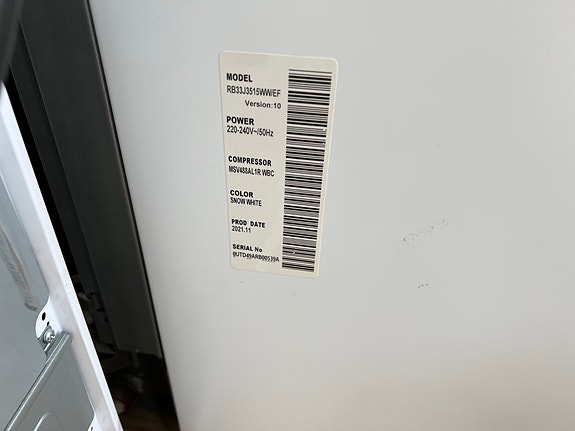 MODEL
RB33J3515WW/EF
Version:10
POWER
220-240V~/50Hz
COMPRESSOR
MSV488AL1R WBC
COLOR
SNOW WHITE
PROD DATE
2021.11
SERIAL No
0UTD49ARB00539A